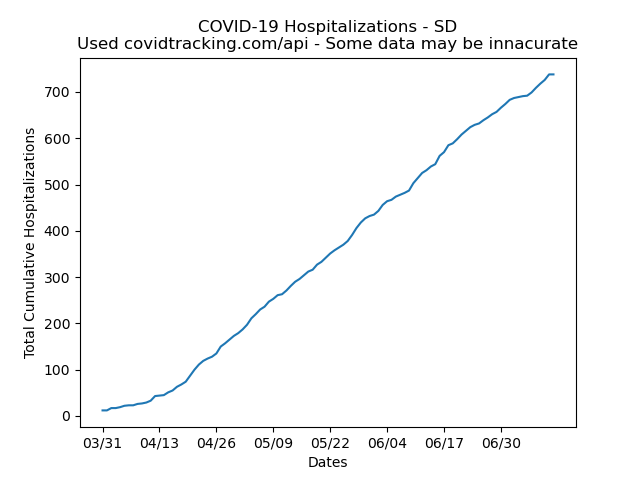 COVID-19 Hospitalizations - SD
Used covidtracking.com/api - Some data may be innacurate
Total Cumulative Hospitalizations
700
600
500
400
300
200
100
0
03/31 04/13 04/26 05/09 05/22 06/04 06/17 06/30
Dates